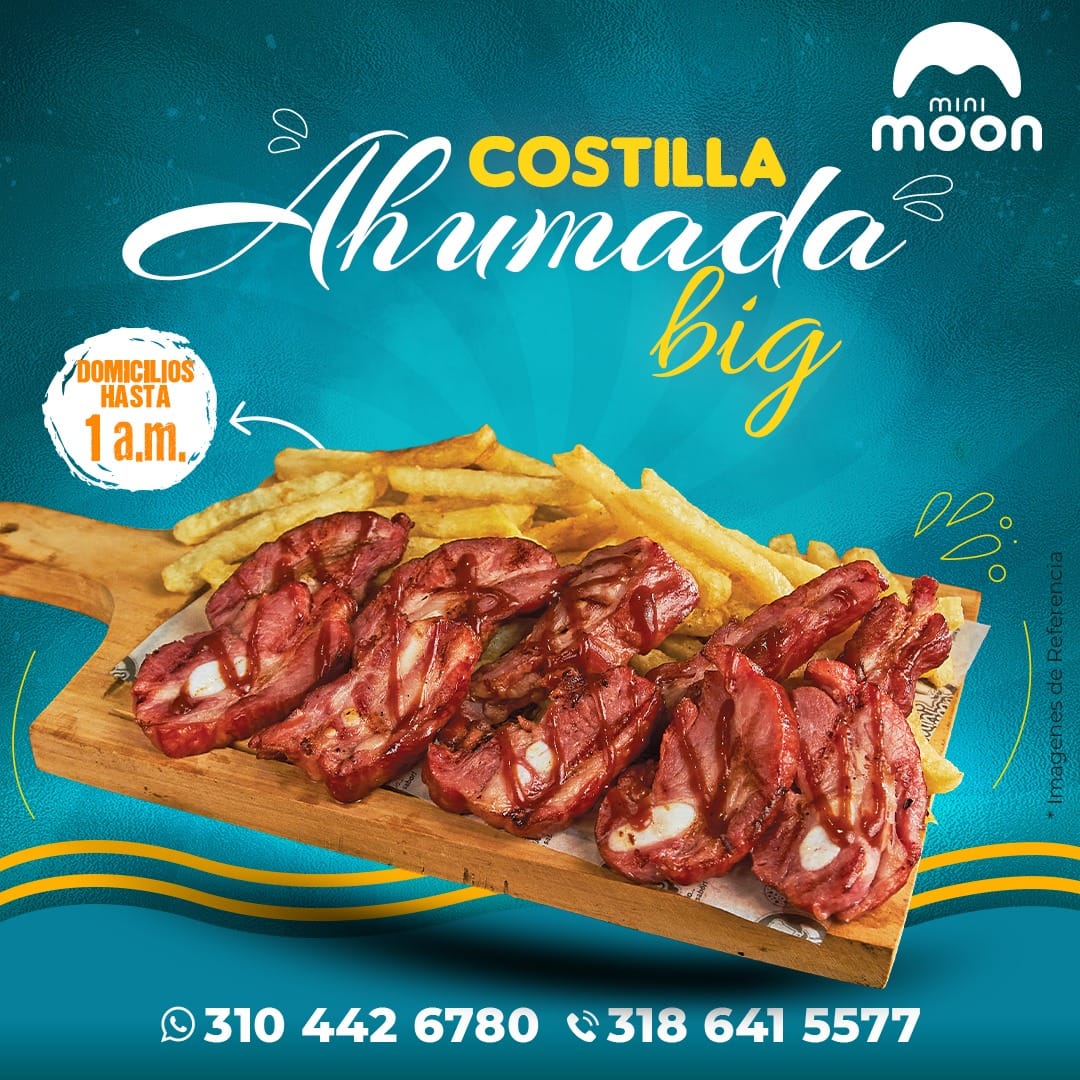 mini
moon
COSTILLA
Ahumada
big
DOMICILIOS
HASTA
1 a.m.
* Imagenes de Referencia
310 442 6780
318 641 5577